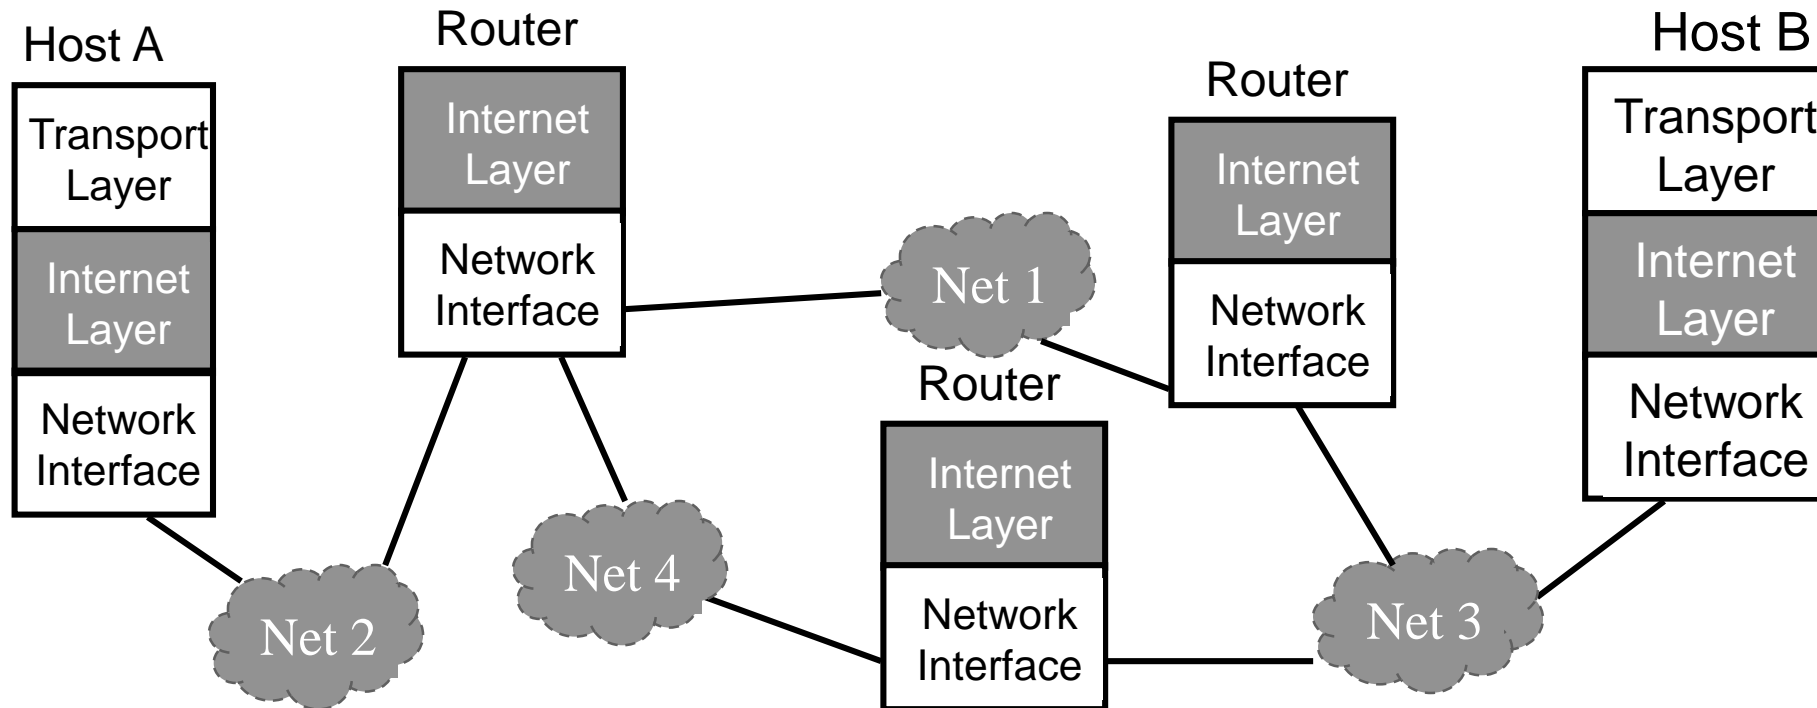 Host A
Transport
Layer
Internet
Layer
Network
Interface
Router
Internet
Layer
Network
Interface
Net 2
Net 4
Net 1
Router
Internet
Layer
Network
Interface
Router
Internet
Layer
Network
Interface
Net 3
Host B
Transport
Layer
Internet
Layer
Network
Interface